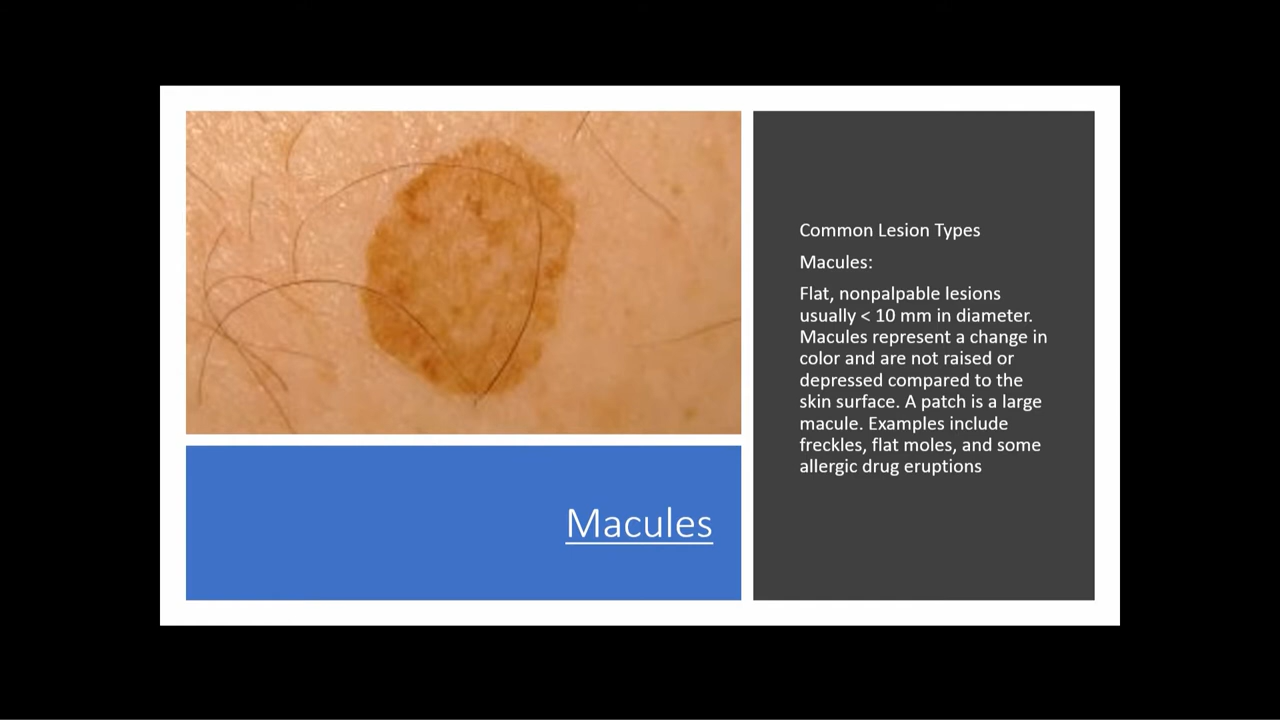 Common Lesion Types
Macules:
Flat, nonpalpable lesions
usually < 10 mm in diameter.
Macules represent a change in
color and are not raised or
depressed compared to the
skin surface. A patch is a large
macule. Examples include
freckles, flat moles, and some
allergic drug eruptions
Macules